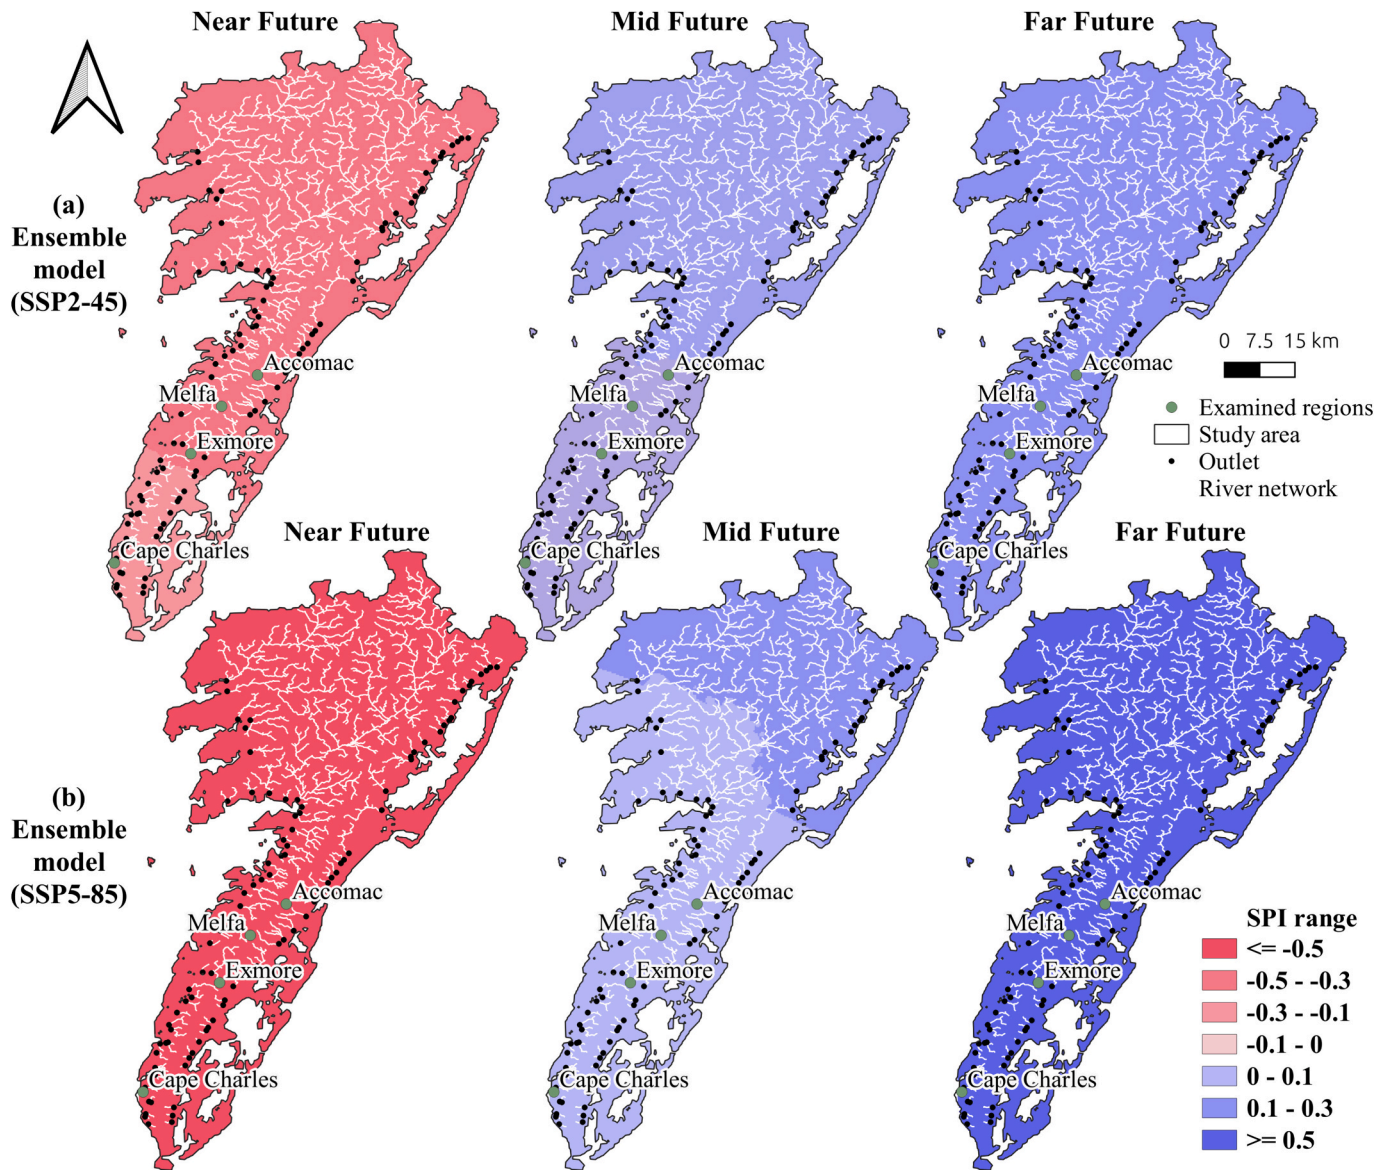 Near Future
Mid Future
Far Future
(a)
Ensemble
model
(SSP2-45)
Accomac
Melfa
Exmore
Cape Charles
Accomac
Melfa
Exmore
Cape Charles
Accomac
Melfa
Exmore
Cape Charles
0 7.5 15 km
Examined regions
Study area
Outlet
River network
Near Future
Mid Future
Far Future
(b)
Ensemble
model
(SSP5-85)
Accomac
Melfa
Exmore
Cape Charles
Accomac
Melfa
Exmore
Cape Charles
Accomac
Melfa
Exmore
Cape Charles
SPI range
<= -0.5
-0.5 - -0.3
-0.3 - -0.1
-0.1 - 0
0 - 0.1
0.1 - 0.3
>= 0.5